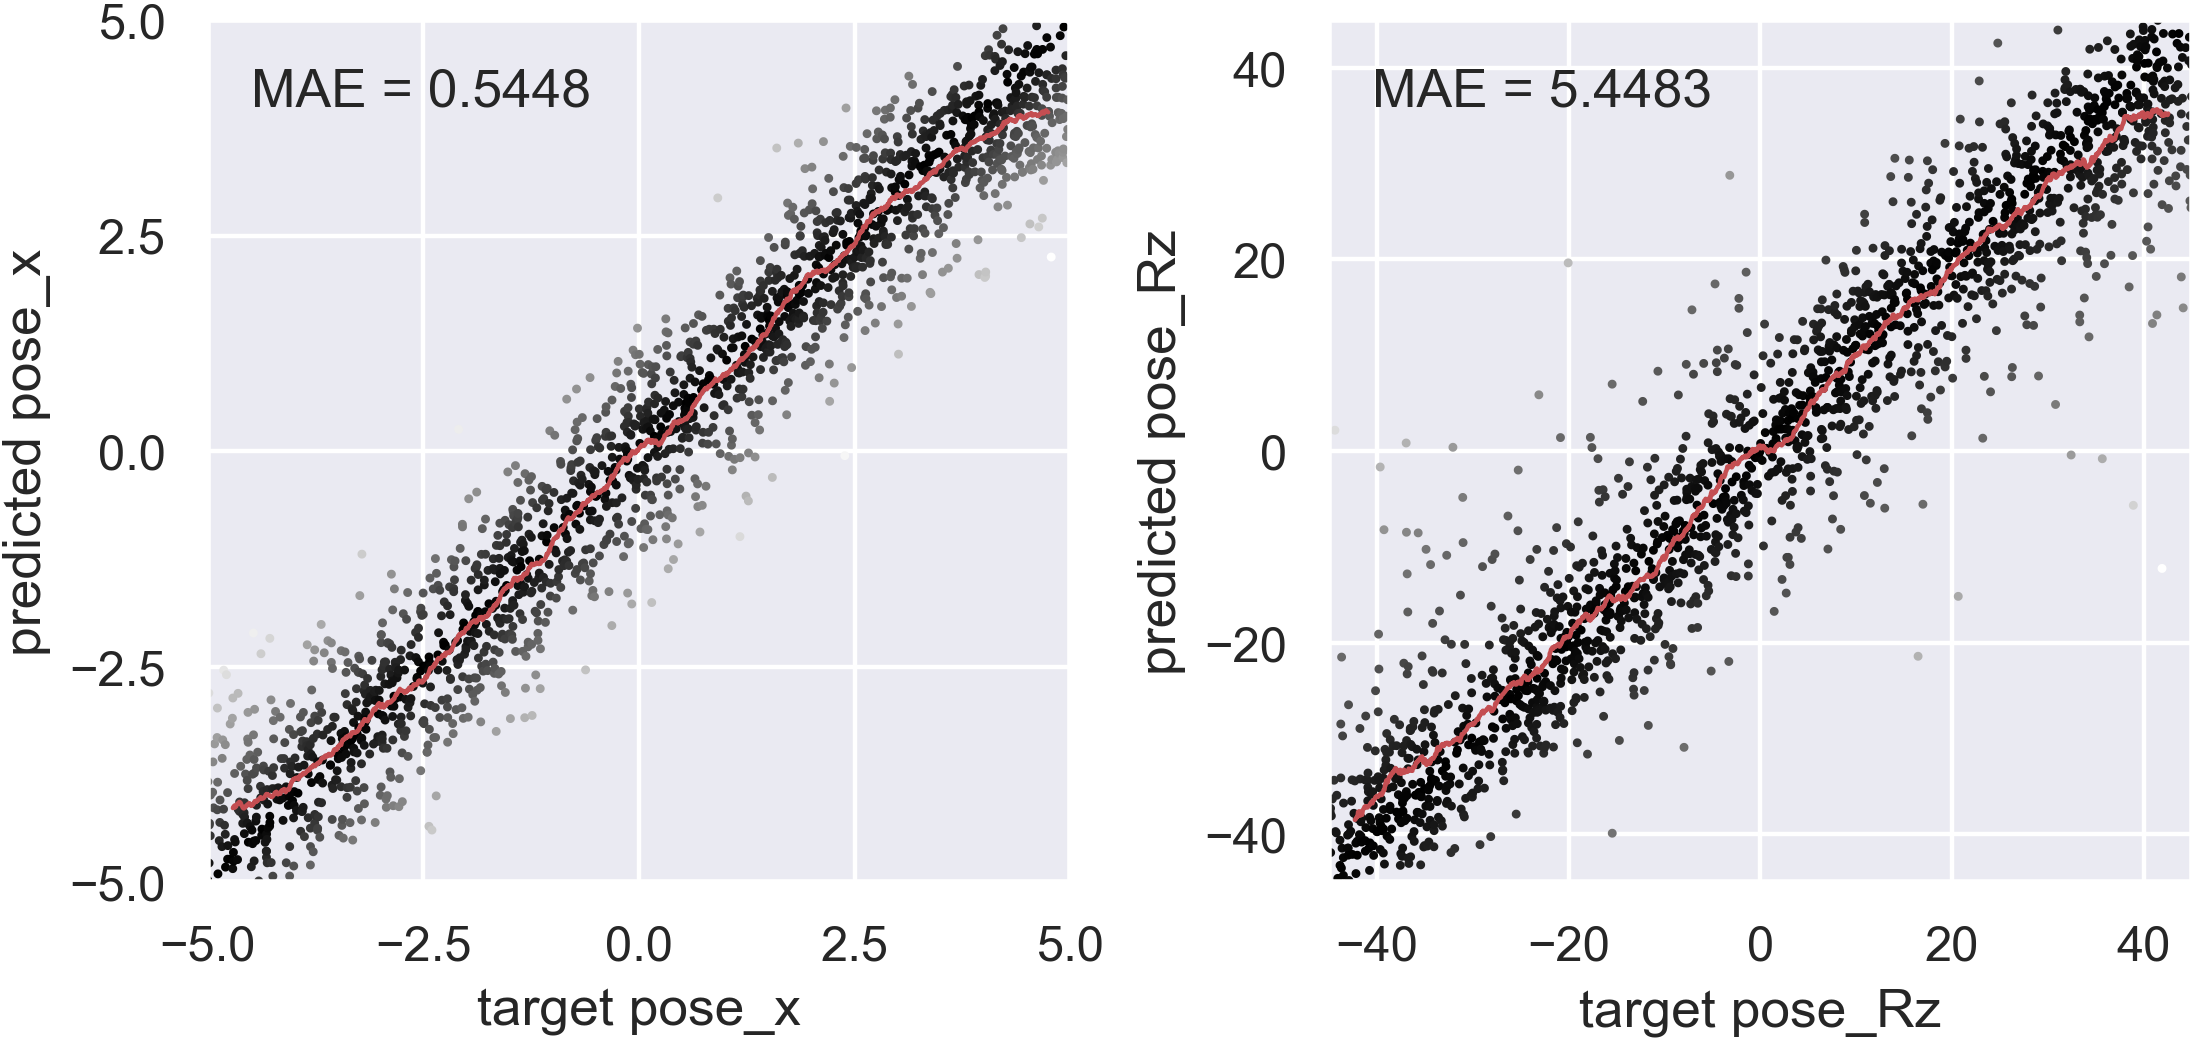 5.0
2.5
0.0
−2.5
−5.0
predicted pose_x
MAE = 0.5448
−5.0 −2.5 0.0 2.5 5.0
target pose_x
40
20
0
−20
−40
predicted pose_Rz
MAE = 5.4483
−40 −20 0 20 40
target pose_Rz